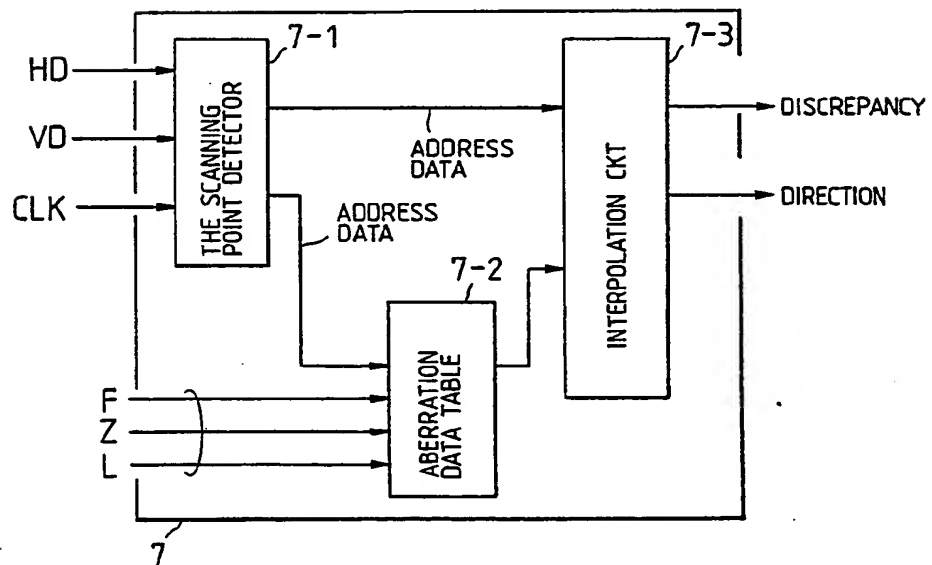 7-1
7-3
HD
VD
CLK
THE SCANNING
POINT DETECTOR
ADDRESS
DATA
ADDRESS
DATA
INTERPOLATION CKT
DISCREPANCY
DIRECTION
7-2
ABERRATION
DATA TABLE
F
Z
L
7